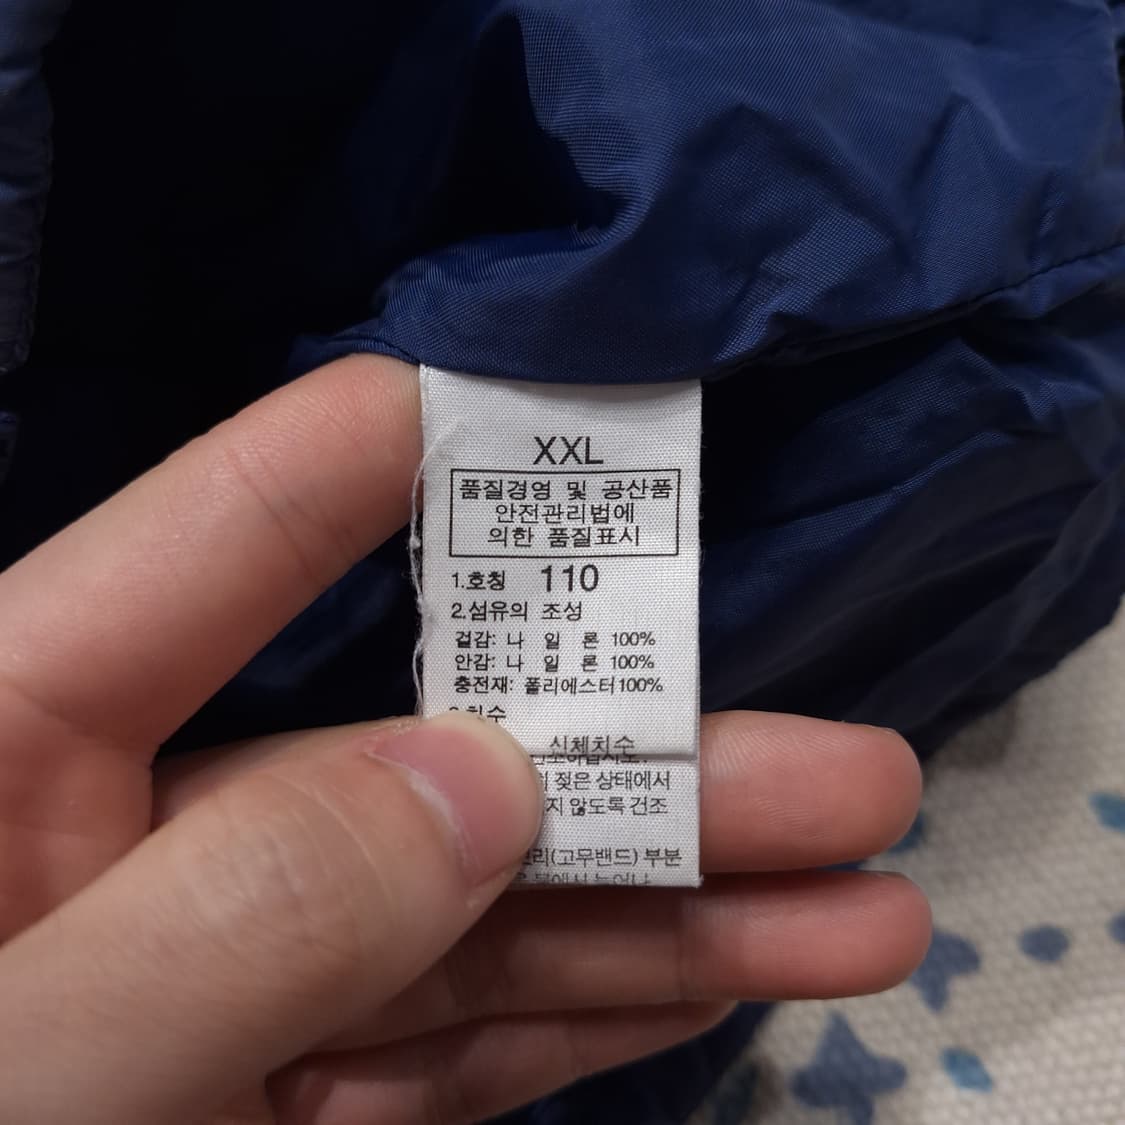 XXL
품질경영 및 공산품
안전관리법에
의한 품질표시
1.호칭 110
2.섬유의 조성
겉감: 나 일 론 100%
안감: 나 일 론 100%
충전재: 폴리에스터100%
치수
신체치수
젖은 상태에서
않도록 건조
(고무밴드) 부분